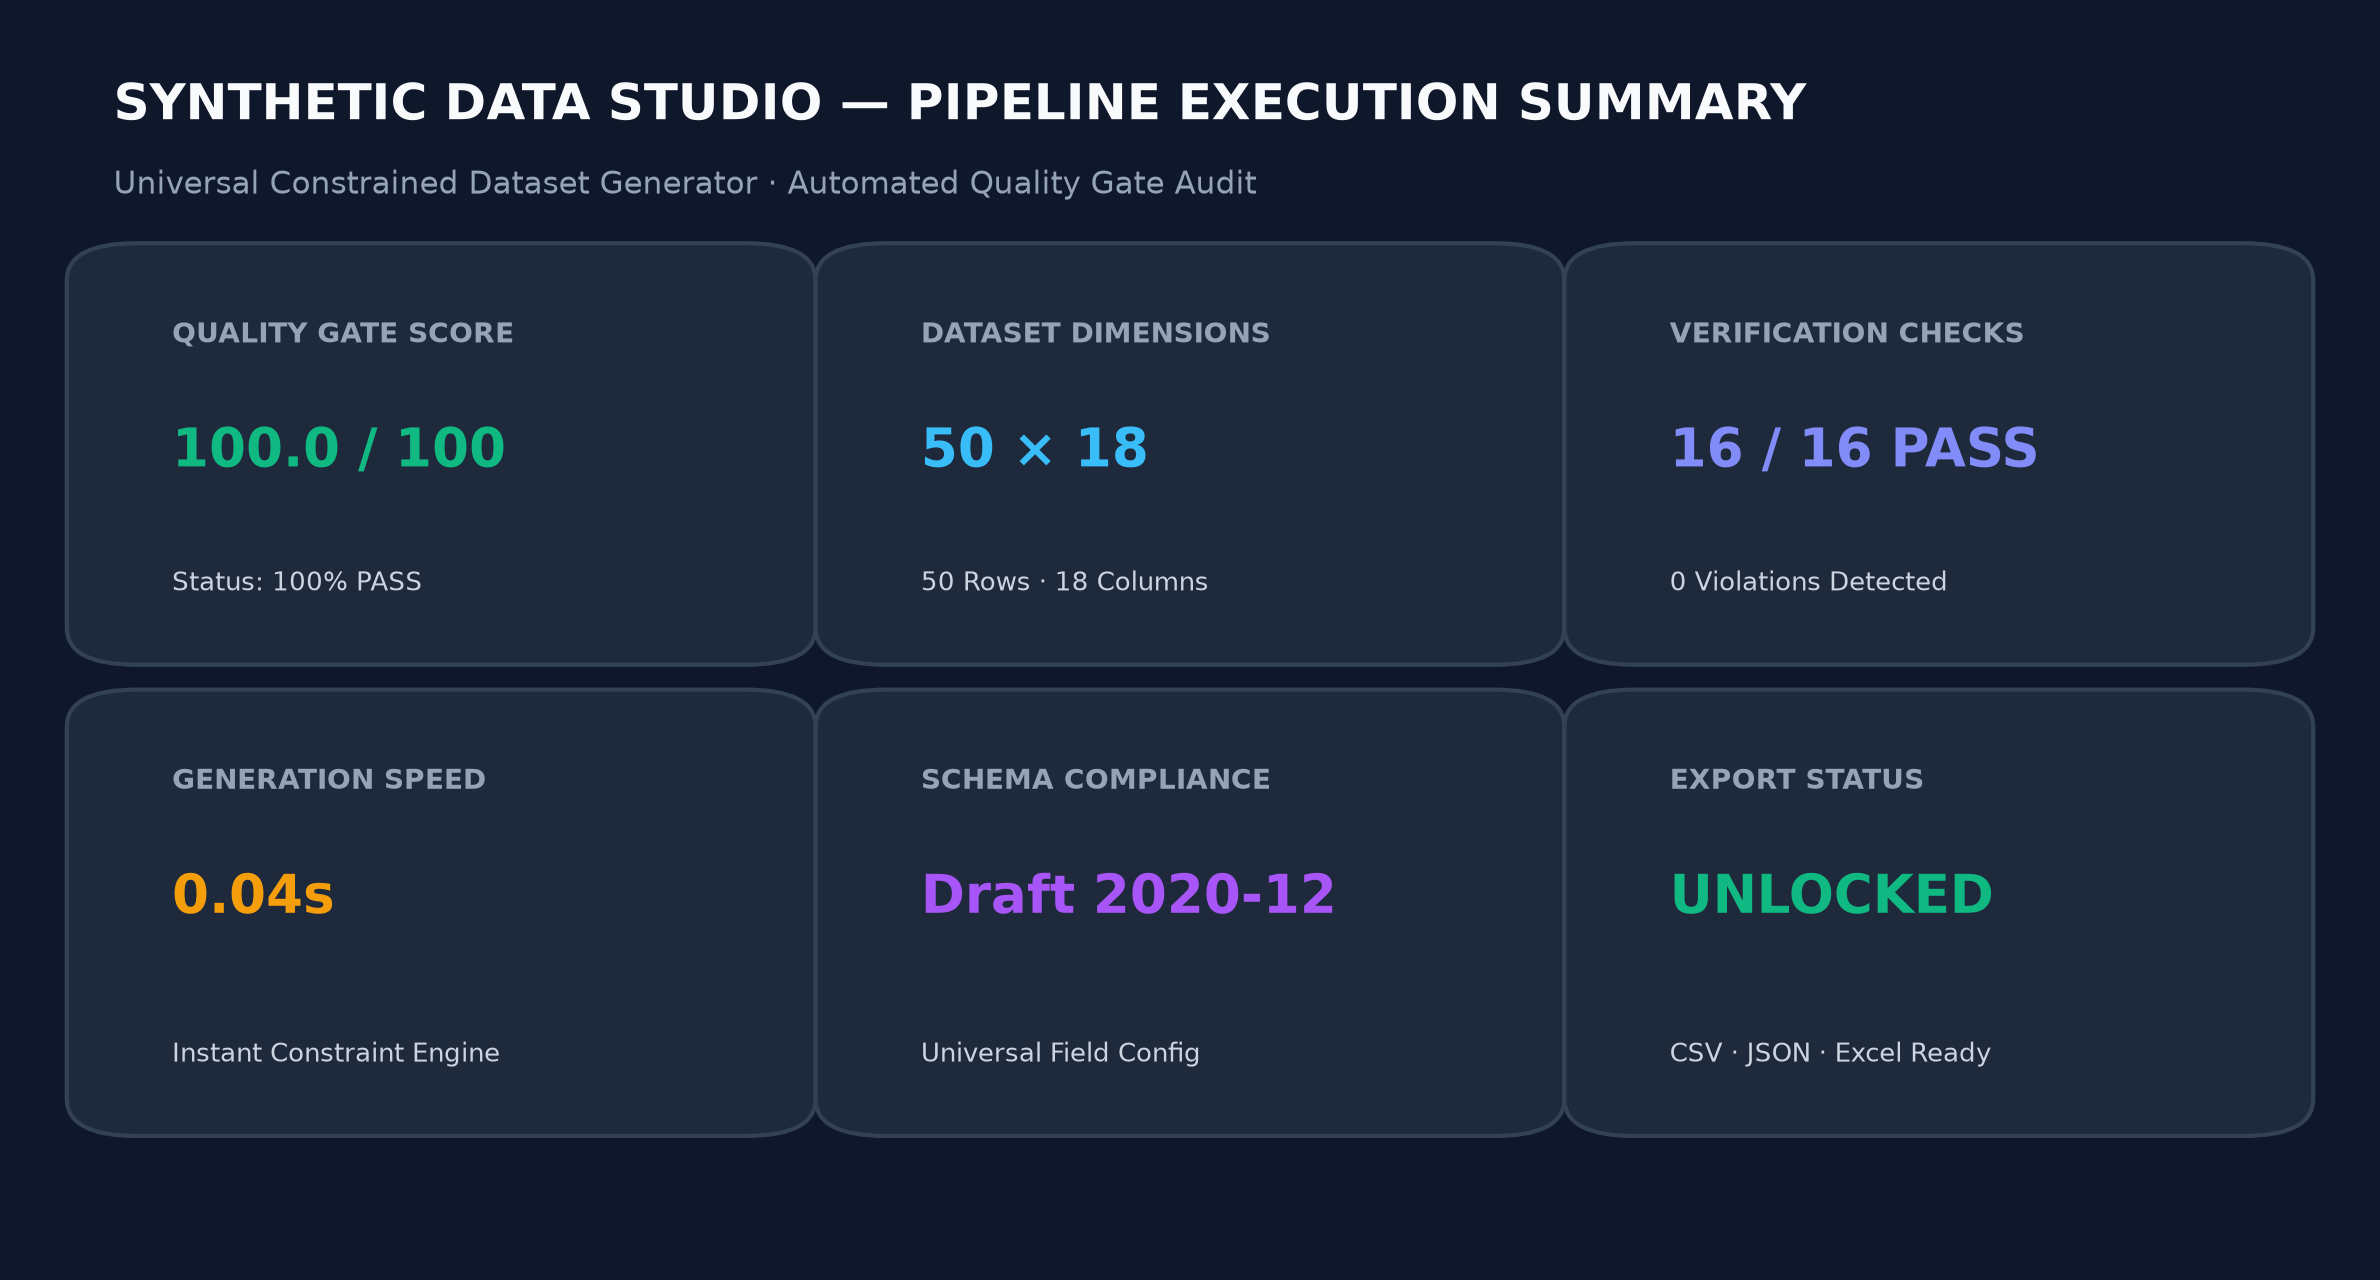 SYNTHETIC DATA STUDIO — PIPELINE EXECUTION SUMMARY
Universal Constrained Dataset Generator · Automated Quality Gate Audit
QUALITY GATE SCORE
100.0 / 100
Status: 100% PASS
DATASET DIMENSIONS
50 × 18
50 Rows · 18 Columns
VERIFICATION CHECKS
16 / 16 PASS
0 Violations Detected
GENERATION SPEED
0.04s
Instant Constraint Engine
SCHEMA COMPLIANCE
Draft 2020-12
Universal Field Config
EXPORT STATUS
UNLOCKED
CSV · JSON · Excel Ready